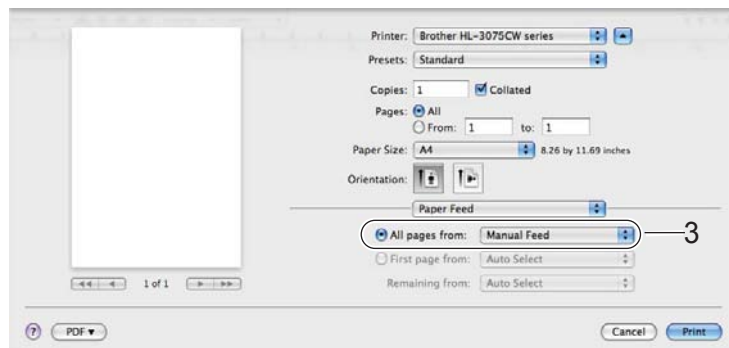 Printer: Brother HL-3075CW series
Presets: Standard
Copies: 1 Collated
Pages: All
From: 1 to: 1
Paper Size: A4 8.26 by 11.69 inches
Orientation:
Paper Feed
All pages from: Manual Feed 3
First page from: Auto Select
Remaining from: Auto Select
1 of 1
? PDF ▼ Cancel Print